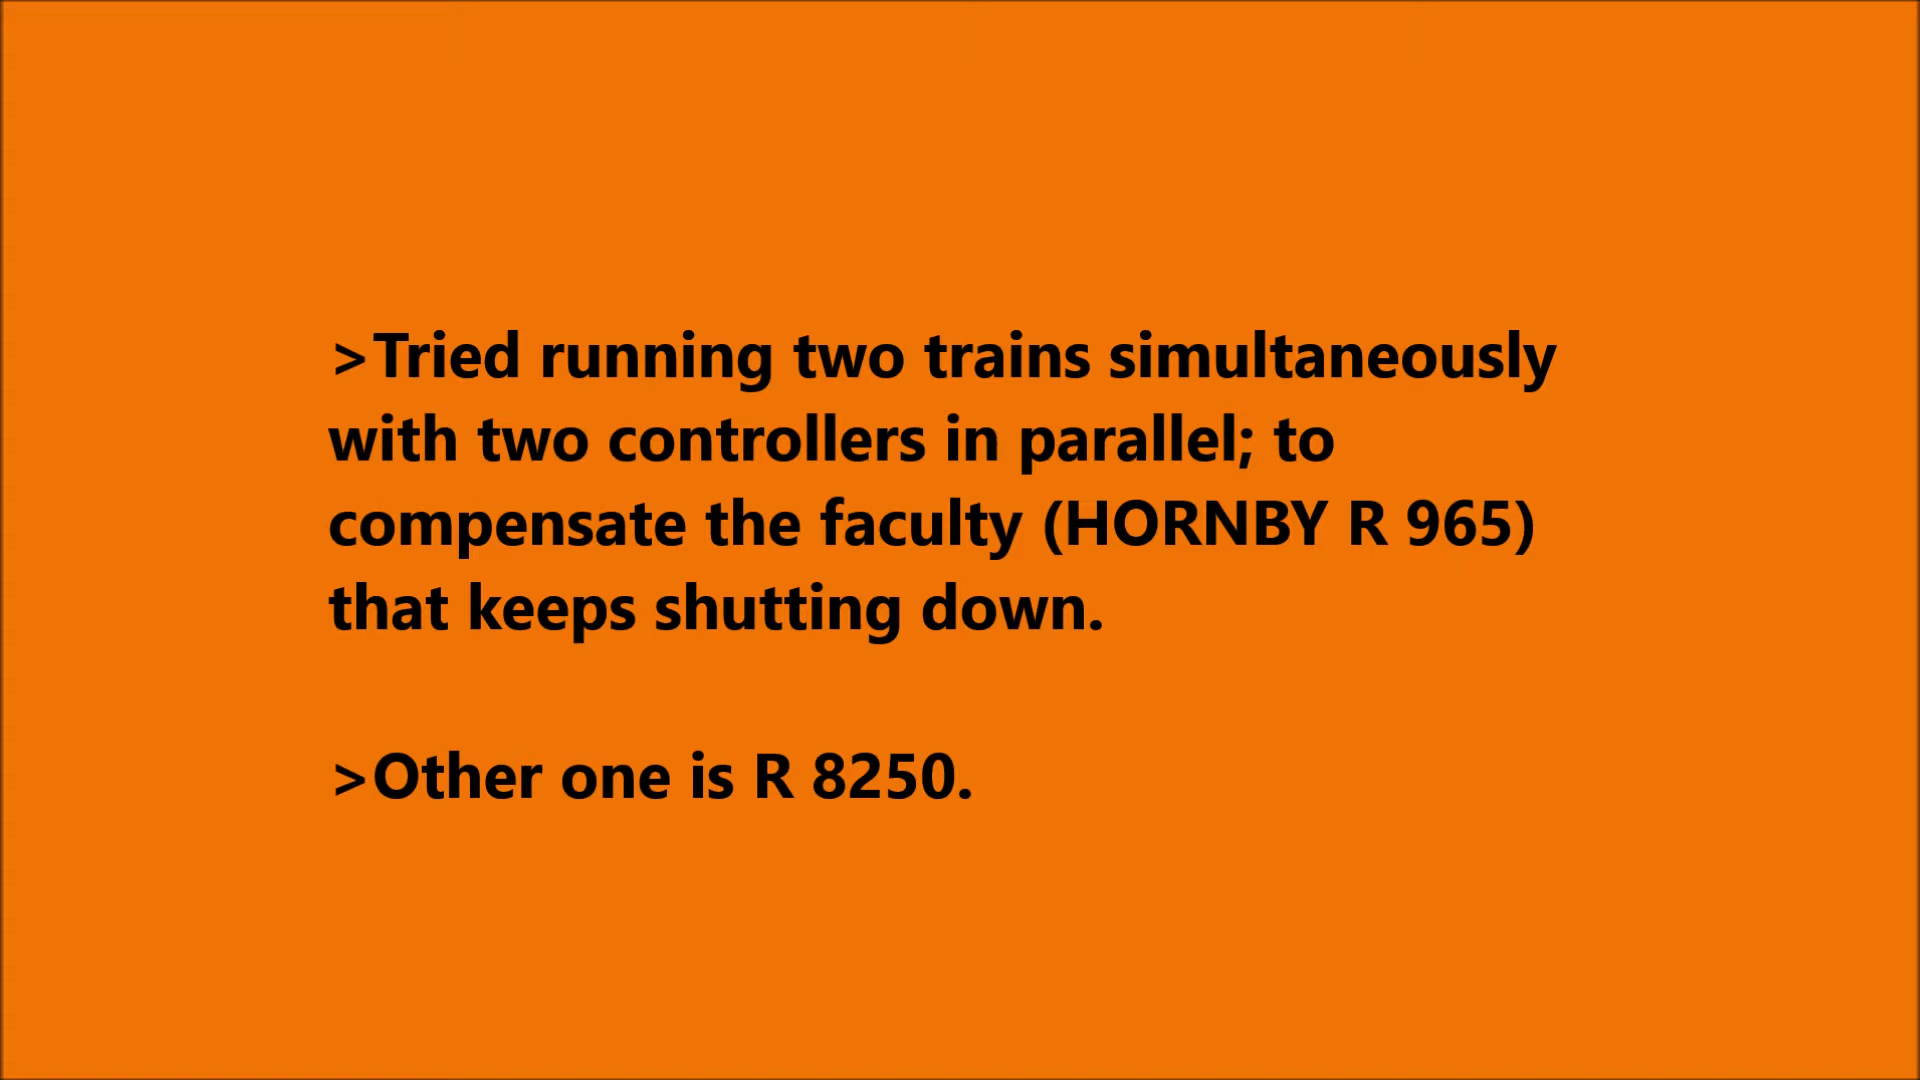 >Tried running two trains simultaneously
with two controllers in parallel; to
compensate the faculty (HORNBY R 965)
that keeps shutting down.
>Other one is R 8250.